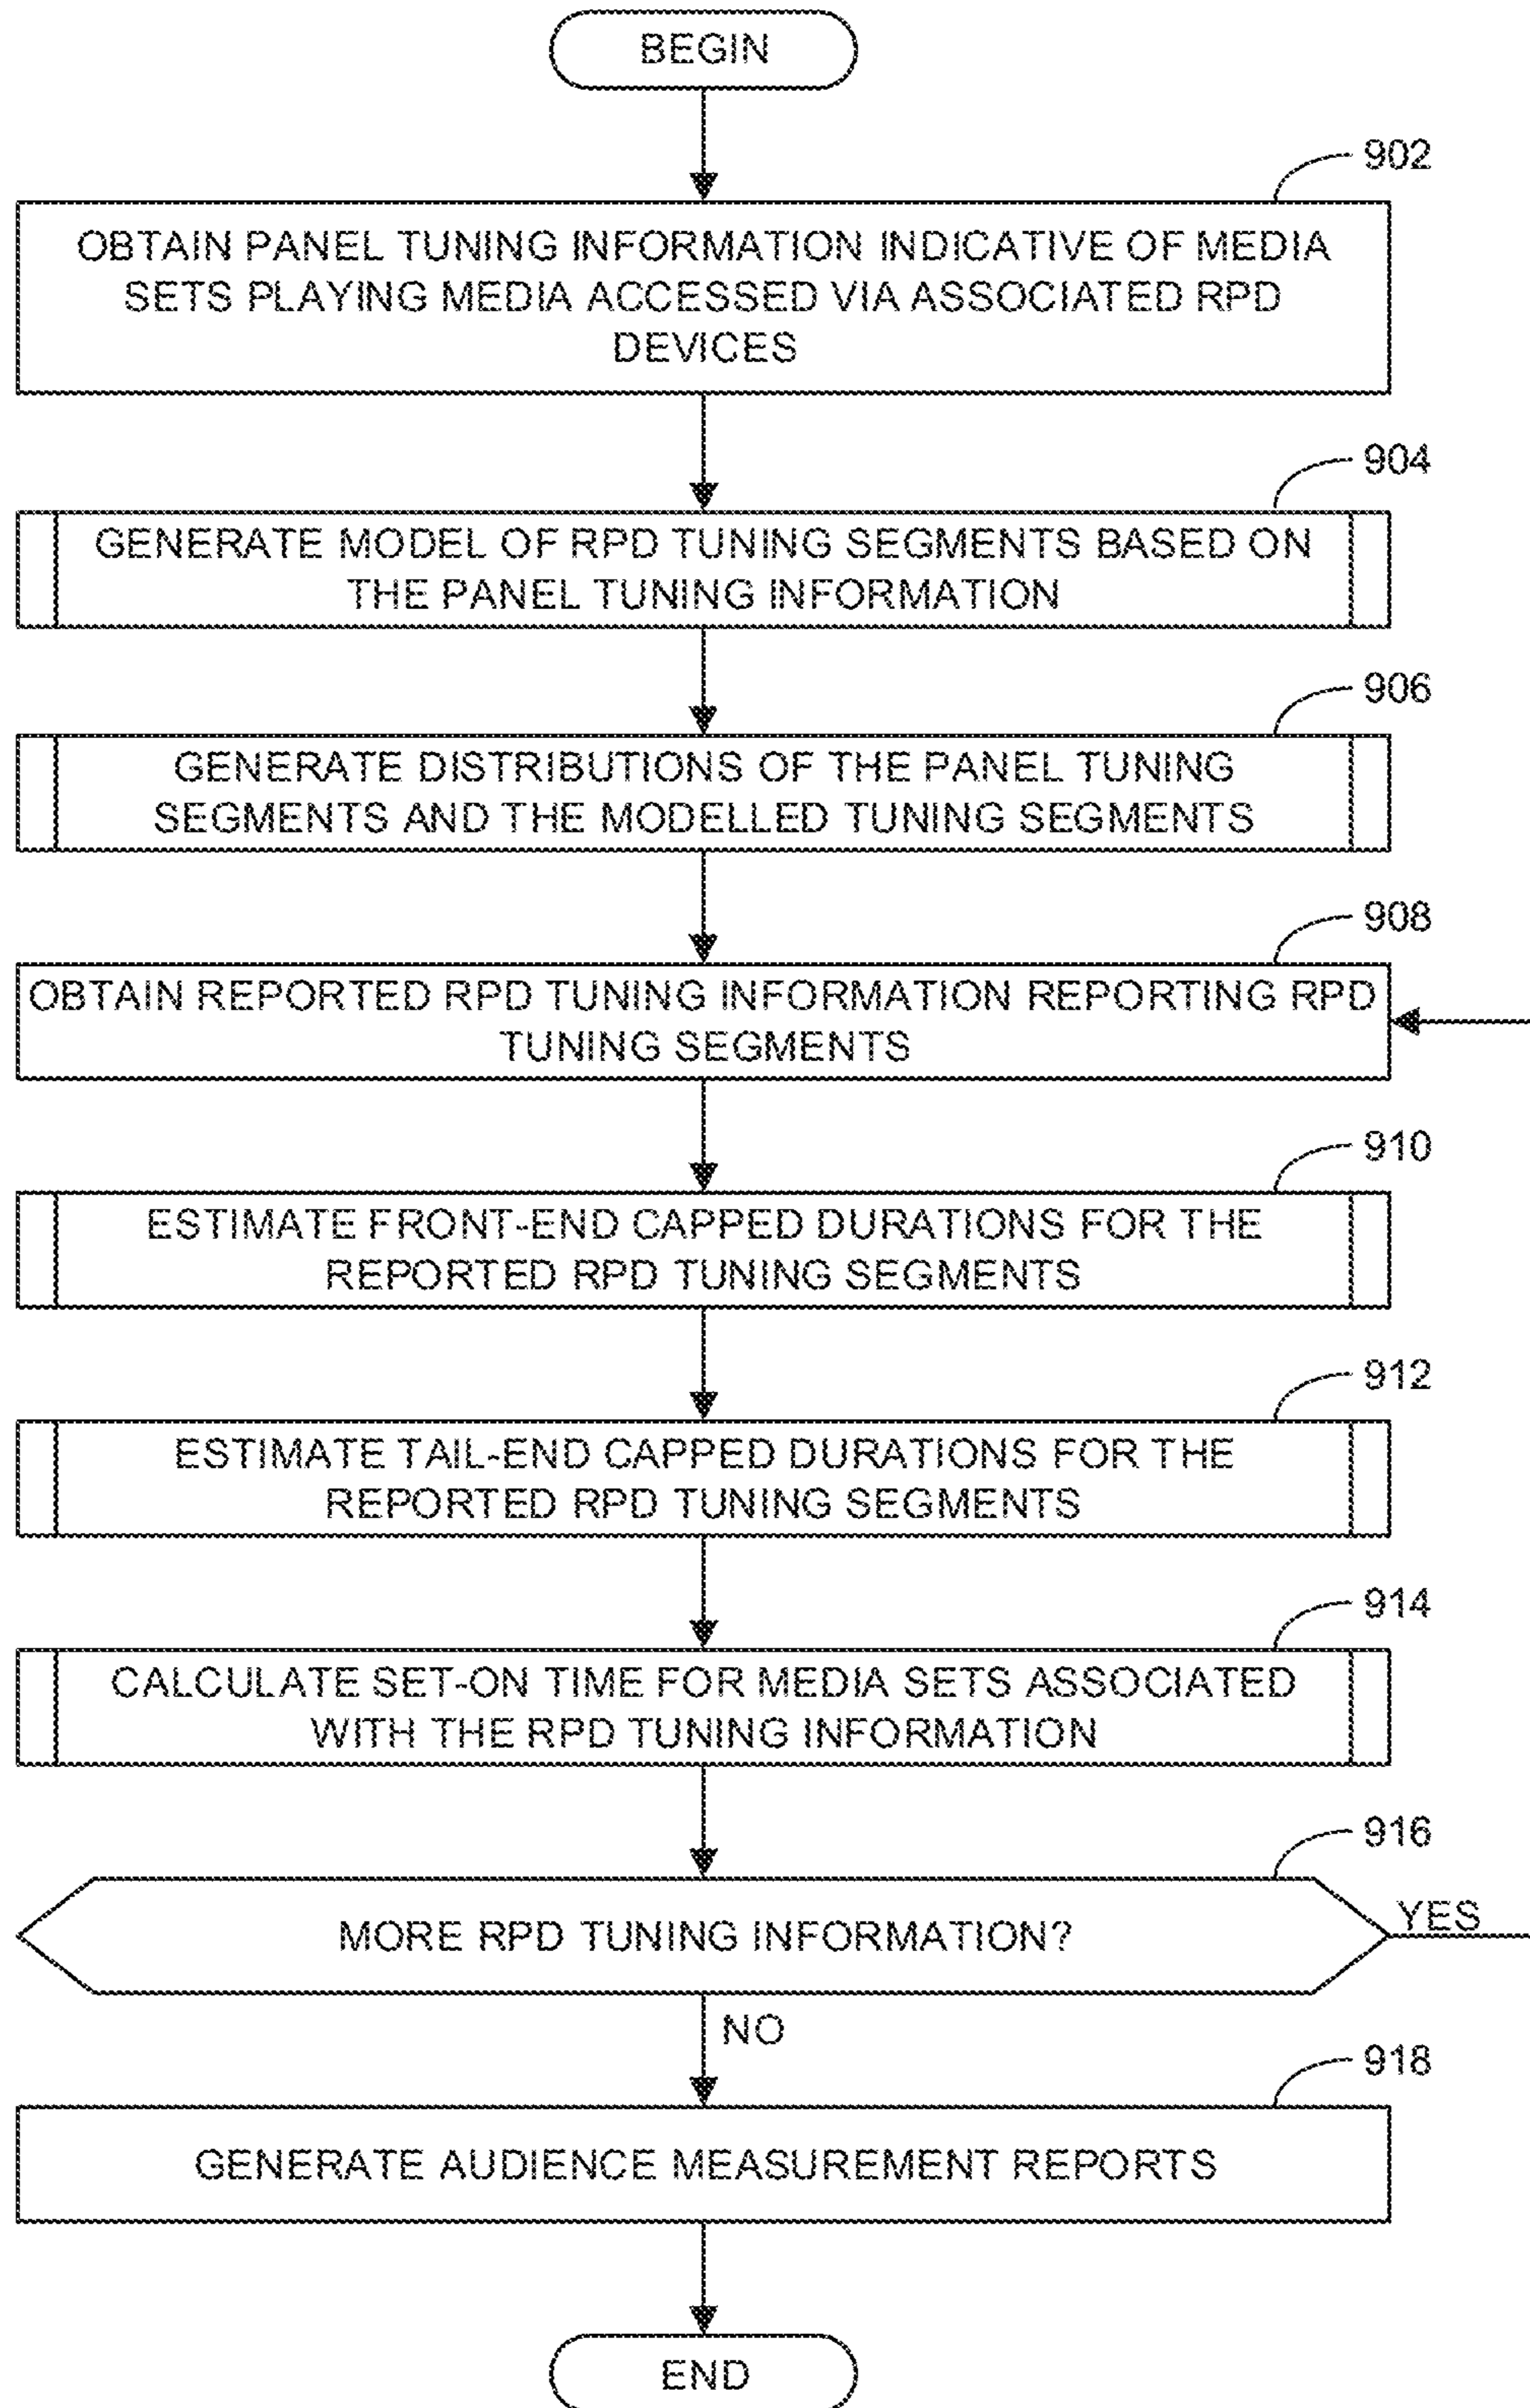 BEGIN
902
OBTAIN PANEL TUNING INFORMATION INDICATIVE OF MEDIA
SETS PLAYING MEDIA ACCESSED VIA ASSOCIATED RPD
DEVICES
904
GENERATE MODEL OF RPD TUNING SEGMENTS BASED ON
THE PANEL TUNING INFORMATION
906
GENERATE DISTRIBUTIONS OF THE PANEL TUNING
SEGMENTS AND THE MODELLED TUNING SEGMENTS
908
OBTAIN REPORTED RPD TUNING INFORMATION REPORTING RPD
TUNING SEGMENTS
910
ESTIMATE FRONT-END CAPPED DURATIONS FOR THE
REPORTED RPD TUNING SEGMENTS
912
ESTIMATE TAIL-END CAPPED DURATIONS FOR THE
REPORTED RPD TUNING SEGMENTS
914
CALCULATE SET-ON TIME FOR MEDIA SETS ASSOCIATED
WITH THE RPD TUNING INFORMATION
916
MORE RPD TUNING INFORMATION?
YES
NO
918
GENERATE AUDIENCE MEASUREMENT REPORTS
END